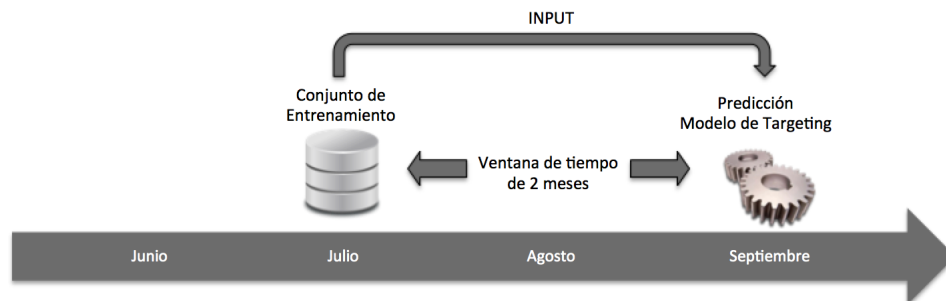 INPUT
Conjunto de
Entrenamiento
Predicción
Modelo de Targeting
Ventana de tiempo
de 2 meses
Junio
Julio
Agosto
Septiembre